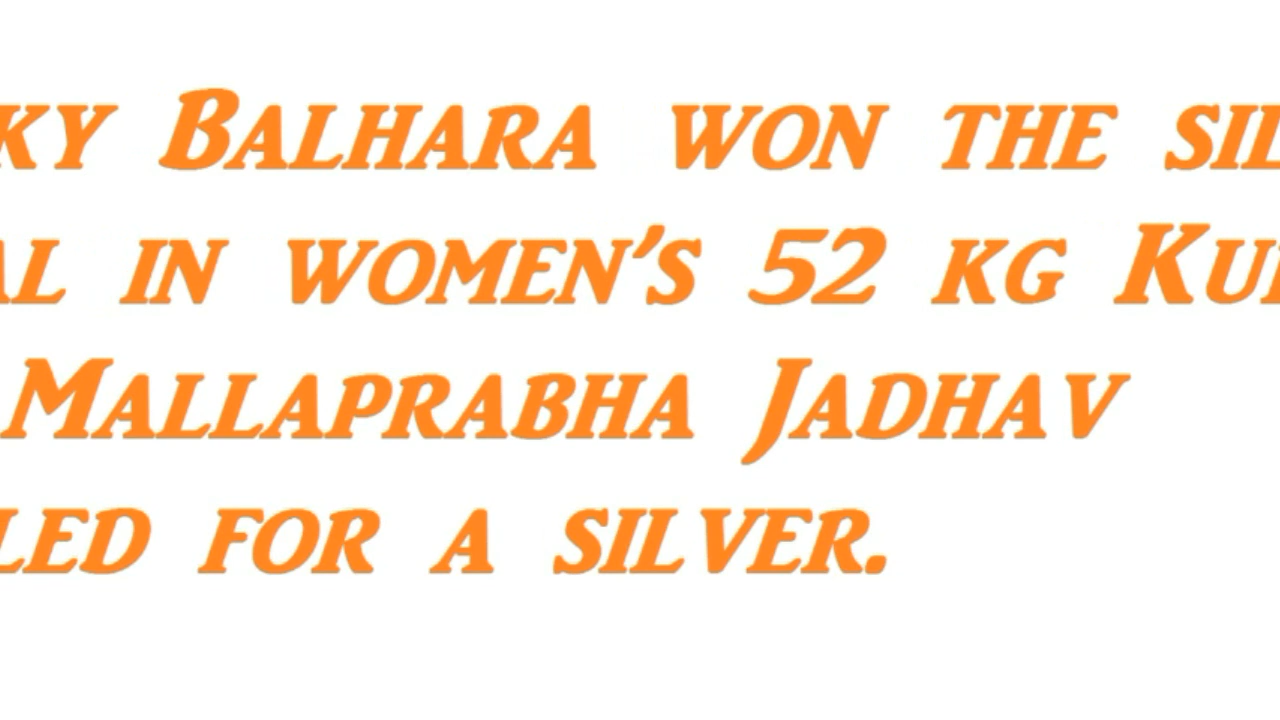 ky Balhara won the sil
al in women's 52 kg Ku
Mallaprabha Jadhav
led for a silver.